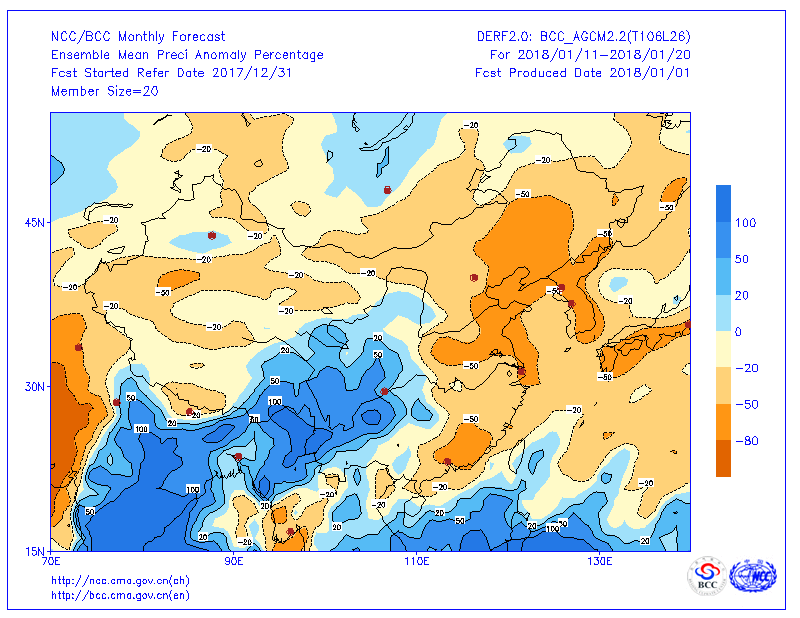 NCC/BCC Monthly Forecast
DERF2.0: BCC_AGCM2.2(T106L26)
Ensemble Mean Preci Anomaly Percentage
For 2018/01/11-2018/01/20
Fcst Started Refer Date 2017/12/31
Fcst Produced Date 2018/01/01
Member Size=20
-20
-20
-50
-20
-50
45N
-20
-20
-50
100
-20
50
-50
-20
-20
-20
-50
20
-20
-20
-20
0
20
20
-20
50
-50
-50
-50
30N
50
100
-20
-80
-20
20
-50
100
100
-20
-20
20
-20
50
50
20
20
100
50
20
-20
20
15N
70E
90E
110E
130E
http://ncc.cma.gov.cn(ch)
http://bcc.cma.gov.cn(en)
BCC
NCC